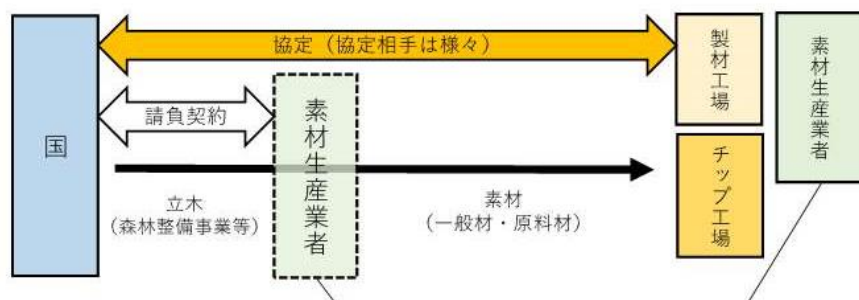 協定（協定相手は様々）
請負契約
国
素材生産業者
立木
（森林整備事業等）
素材
（一般材・原料材）
製材工場
チップ工場
素材生産業者